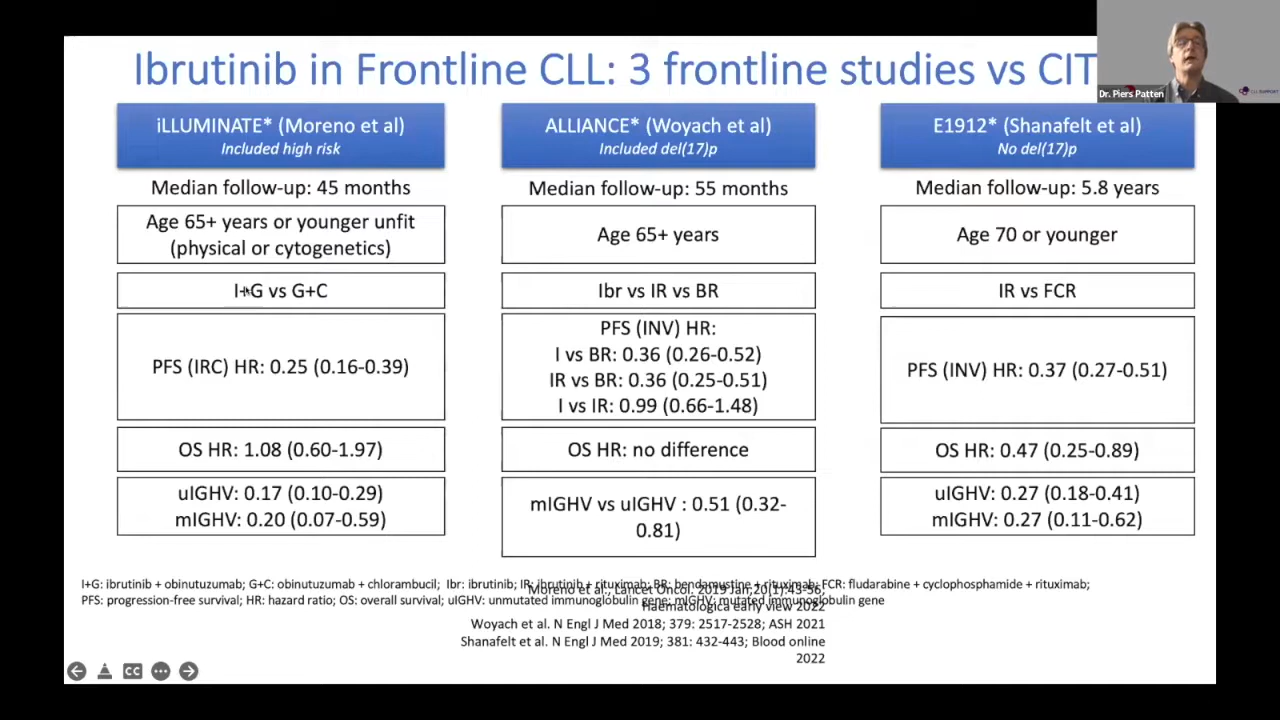 Ibrutinib in Frontline CLL: 3 frontline studies vs CIT
Dr. Piers Patten
iLLUMINATE* (Moreno et al)
Included high risk
Median follow-up: 45 months
Age 65+ years or younger unfit
(physical or cytogenetics)
I+G vs G+C
PFS (IRC) HR: 0.25 (0.16-0.39)
OS HR: 1.08 (0.60-1.97)
uIGHV: 0.17 (0.10-0.29)
mIGHV: 0.20 (0.07-0.59)
ALLIANCE* (Woyach et al)
Included del(17)p
Median follow-up: 55 months
Age 65+ years
Ibr vs IR vs BR
PFS (INV) HR:
I vs BR: 0.36 (0.26-0.52)
IR vs BR: 0.36 (0.25-0.51)
I vs IR: 0.99 (0.66-1.48)
OS HR: no difference
mIGHV vs uIGHV : 0.51 (0.32-
0.81)
E1912* (Shanafelt et al)
No del(17)p
Median follow-up: 5.8 years
Age 70 or younger
IR vs FCR
PFS (INV) HR: 0.37 (0.27-0.51)
OS HR: 0.47 (0.25-0.89)
uIGHV: 0.27 (0.18-0.41)
mIGHV: 0.27 (0.11-0.62)
I+G: ibrutinib + obinutuzumab; G+C: obinutuzumab + chlorambucil; Ibr: ibrutinib; IR: ibrutinib + rituximab; BR: bendamustine + rituximab; FCR: fludarabine + cyclophosphamide + rituximab;
PFS: progression-free survival; HR: hazard ratio; OS: overall survival; uIGHV: unmutated immunoglobulin gene; mIGHV: mutated immunoglobulin gene
Moreno et al., Lancet Oncol. 2019 Jan;20(1):43-56;
Haematologica early view 2022
Woyach et al. N Engl J Med 2018; 379: 2517-2528; ASH 2021
Shanafelt et al. N Engl J Med 2019; 381: 432-443; Blood online
2022
CC